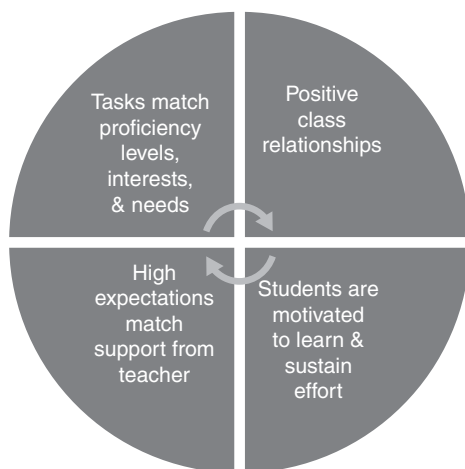 Tasks match
proficiency
levels,
interests,
& needs
Positive
class
relationships
High
expectations
match
support from
teacher
Students are
motivated
to learn &
sustain
effort